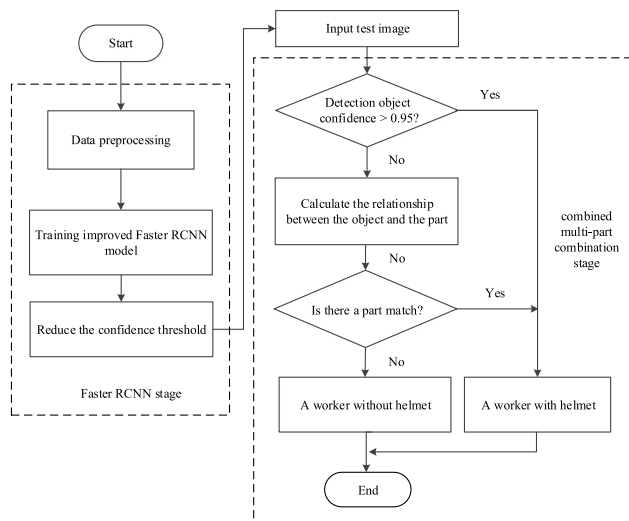 Start
Data preprocessing
Training improved Faster RCNN
model
Reduce the confidence threshold
Faster RCNN stage
Input test image
Detection object
confidence > 0.95?
Yes
No
Calculate the relationship
between the object and the part
No
combined
multi-part
combination
stage
Is there a part match?
Yes
No
A worker without helmet
A worker with helmet
End